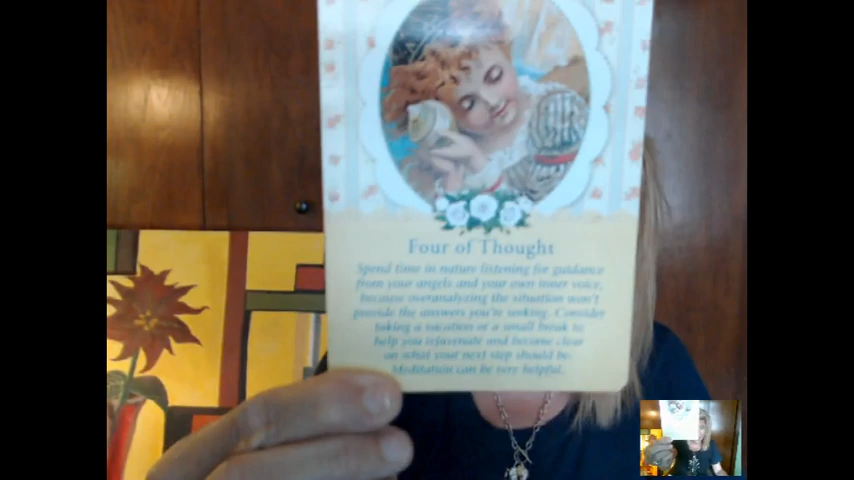 Four of Thought
Spend time in nature listening for guidance
from your angels and your own inner voice,
because overanalyzing the situation won't
provide the answers you're seeking. Consider
taking a vacation or a small break to
help you rejuvenate and become clear
on what your next step should be.
Meditation can be very helpful.